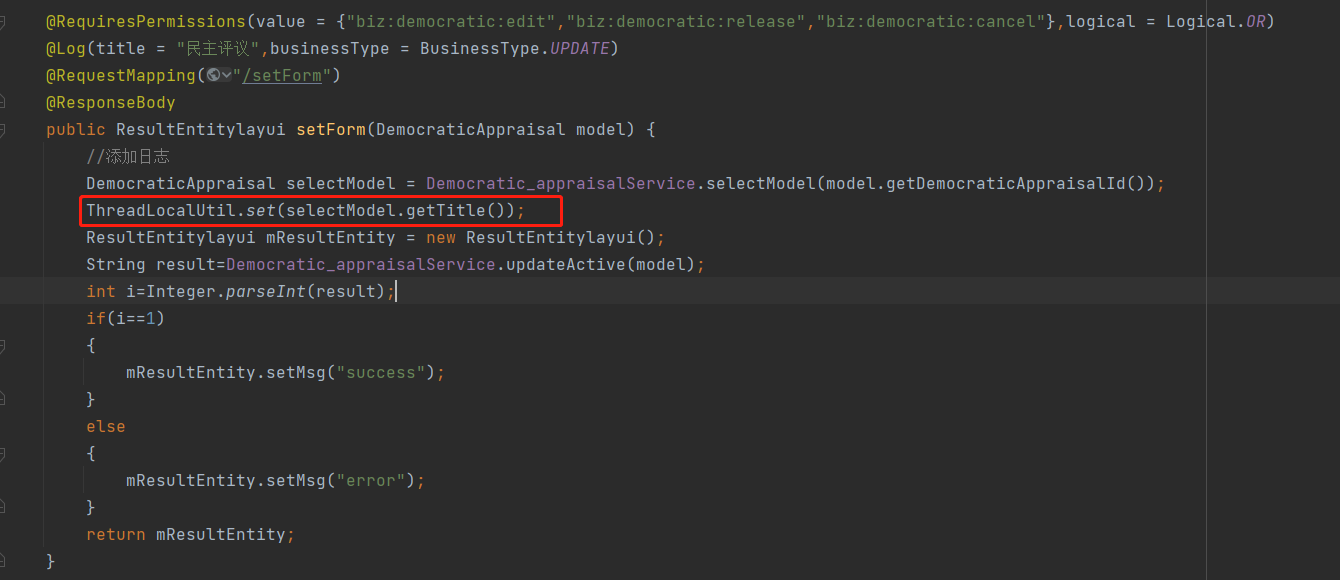 @RequiresPermissions(value = {"biz:democratic:edit","biz:democratic:release","biz:democratic:cancel"},logical = Logical.OR)
@Log(title = "民主评议",businessType = BusinessType.UPDATE)
@RequestMapping("/setForm")
@ResponseBody
public ResultEntitylayui setForm(DemocraticAppraisal model) {
//添加日志
DemocraticAppraisal selectModel = Democratic_appraisalService.selectModel(model.getDemocraticAppraisalId());
ThreadLocalUtil.set(selectModel.getTitle());
ResultEntitylayui mResultEntity = new ResultEntitylayui();
String result=Democratic_appraisalService.updateActive(model);
int i=Integer.parseInt(result);
if(i==1)
{
mResultEntity.setMsg("success");
}
else
{
mResultEntity.setMsg("error");
}
return mResultEntity;
}